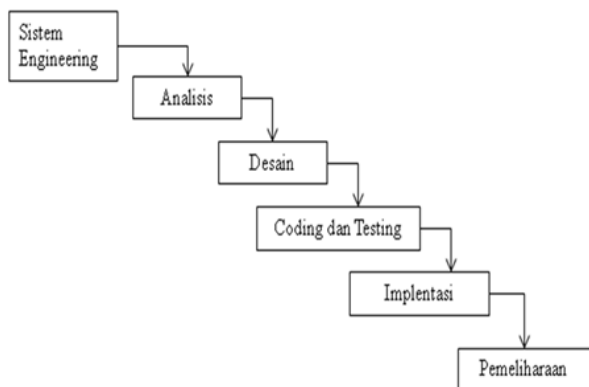 Sistem
Engineering
Analisis
Desain
Coding dan Testing
Implentasi
Pemeliharaan